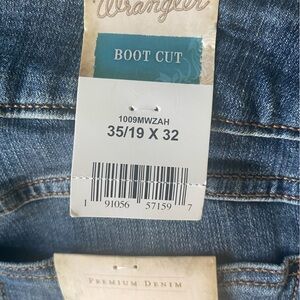 Wrangler
BOOT CUT
1009MWZAH
35/19 X 32
1 91056 57159 7
PREMIUM DENIM